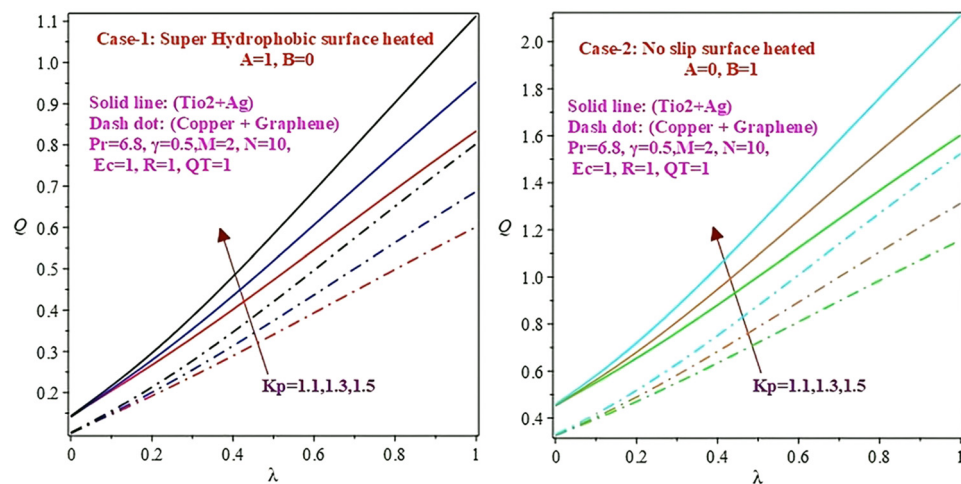 1.1
1.0
0.9
0.8
0.7
0.6
Q
0.5
0.4
0.3
0.2
0
0.2
0.4
0.6
0.8
1
λ
Case-1: Super Hydrophobic surface heated
A=1, B=0
Solid line: (Tio2+Ag)
Dash dot: (Copper + Graphene)
Pr=6.8, γ=0.5,M=2, N=10,
Ec=1, R=1, QT=1
Kp=1.1,1.3,1.5
2.0
1.8
1.6
1.4
1.2
Q
1.0
0.8
0.6
0.4
0
0.2
0.4
0.6
0.8
1
λ
Case-2: No slip surface heated
A=0, B=1
Solid line: (Tio2+Ag)
Dash dot: (Copper + Graphene)
Pr=6.8, γ=0.5,M=2, N=10,
Ec=1, R=1, QT=1
Kp=1.1,1.3,1.5